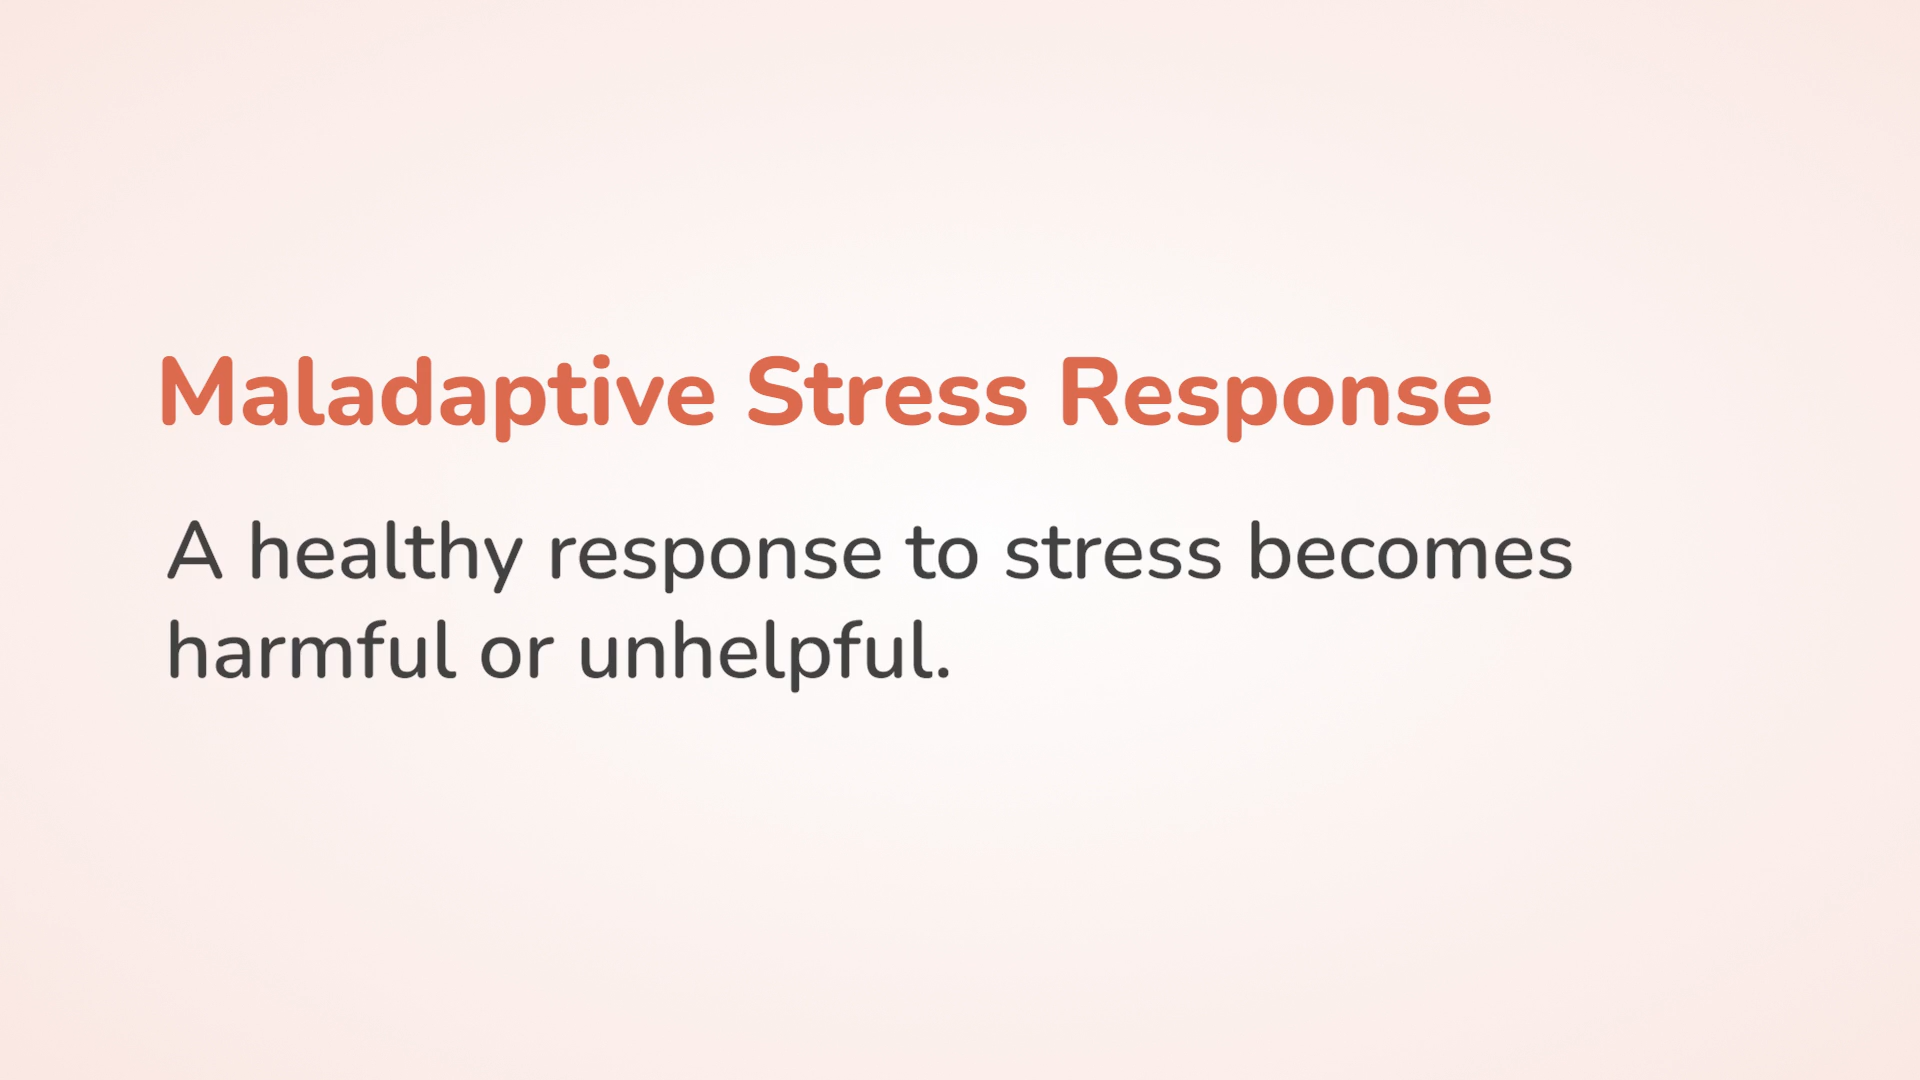 Maladaptive Stress Response
A healthy response to stress becomes
harmful or unhelpful.